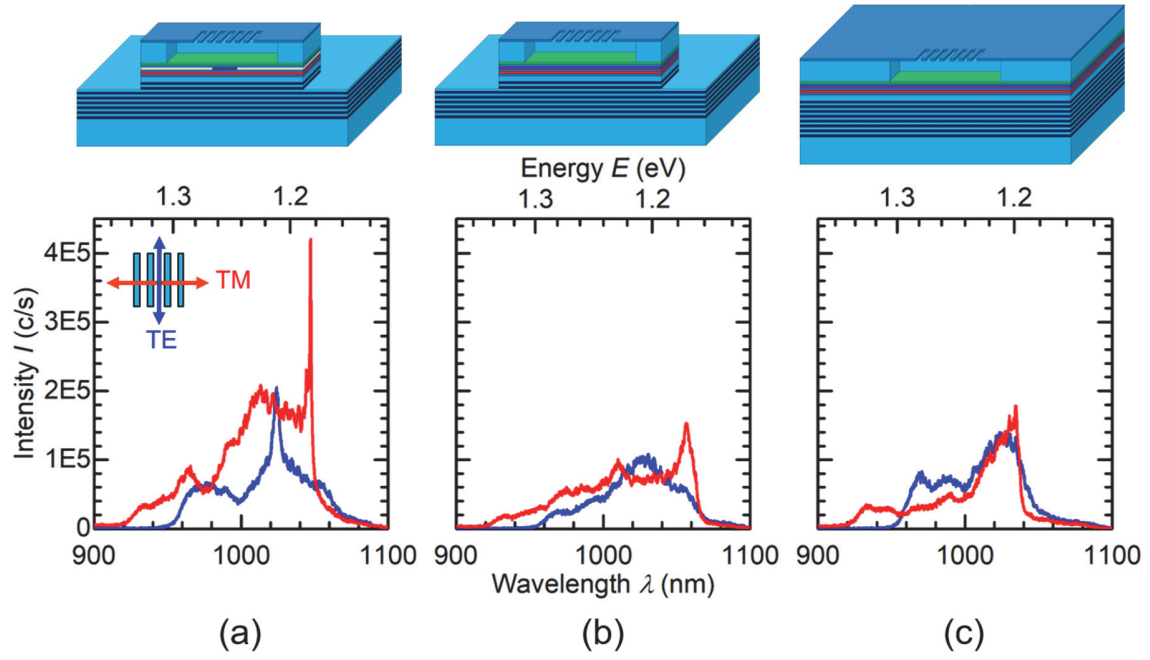 Energy E (eV)
1.3 1.2 1.3 1.2 1.3 1.2
4E5
3E5
2E5
1E5
0
Intensity I (c/s)
TM
TE
900 1000 1100 900 1000 1100 900 1000 1100
Wavelength λ (nm)
(a) (b) (c)